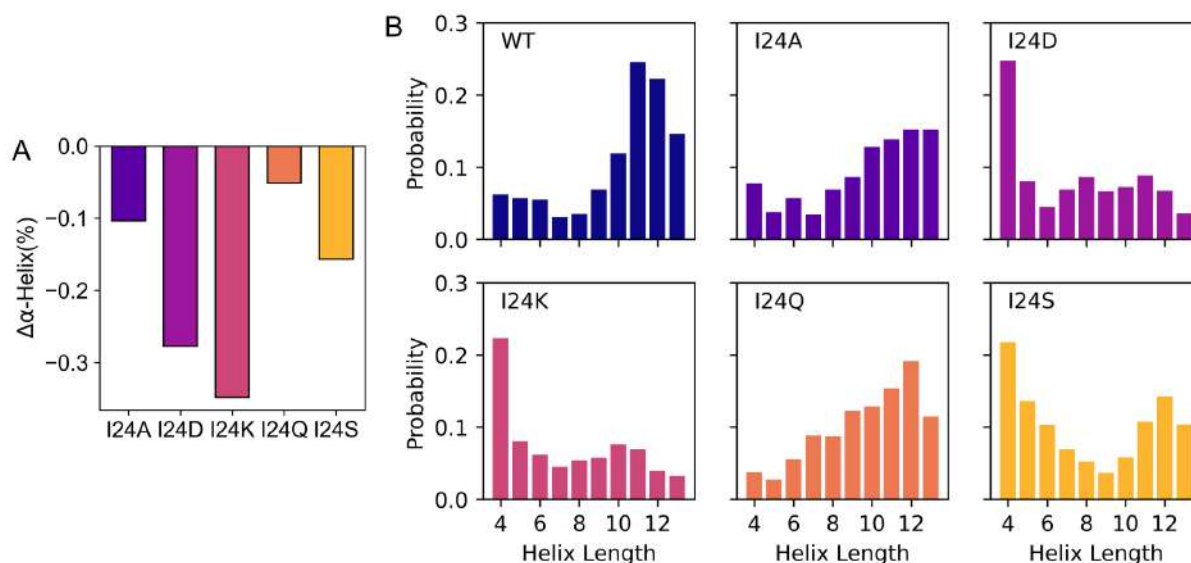 A
Δα-Helix(%)
0.0
−0.1
−0.2
−0.3
I24A I24D I24K I24Q I24S
B
Probability
0.3
0.2
0.1
0.0
WT
I24A
I24D
Probability
0.3
0.2
0.1
0.0
I24K
I24Q
I24S
4 6 8 10 12
4 6 8 10 12
4 6 8 10 12
Helix Length
Helix Length
Helix Length